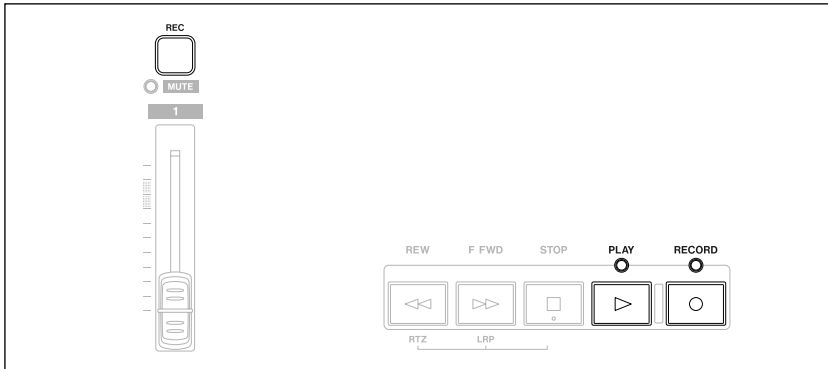 REC
MUTE
1
REW F FWD STOP PLAY RECORD
RTZ LRP